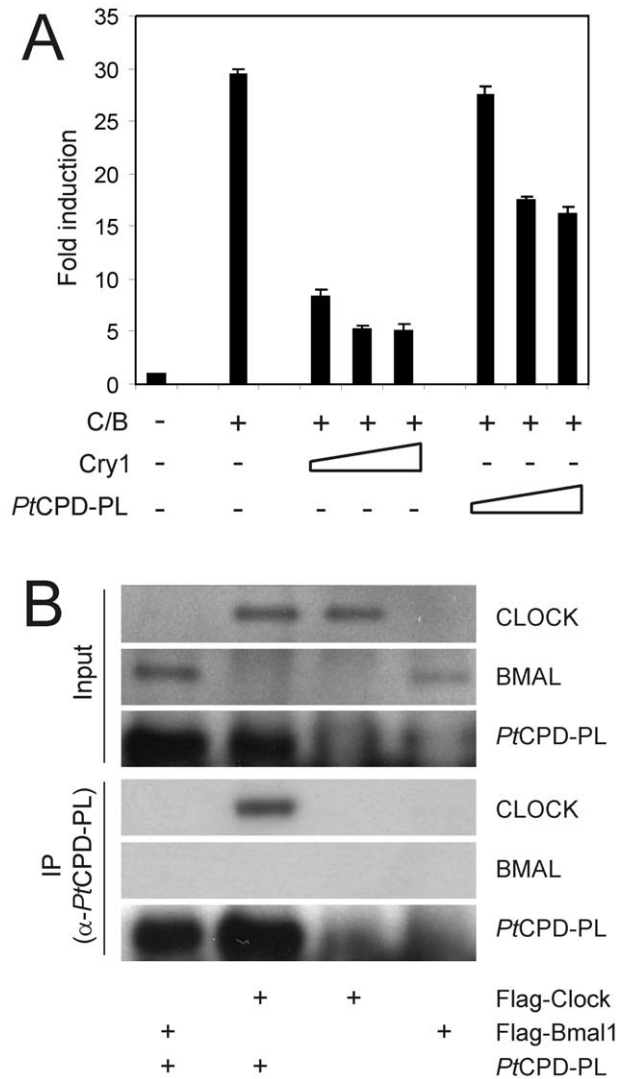 A
Fold induction
35
30
25
20
15
10
5
0
C/B - + + + + + + +
Cry1 - - - - -
PtCPD-PL - - - - -
B
Input
CLOCK
BMAL
PtCPD-PL
IP
(α-PtCPD-PL)
CLOCK
BMAL
PtCPD-PL
+ + Flag-Clock
+ + Flag-Bmal1
+ + PtCPD-PL